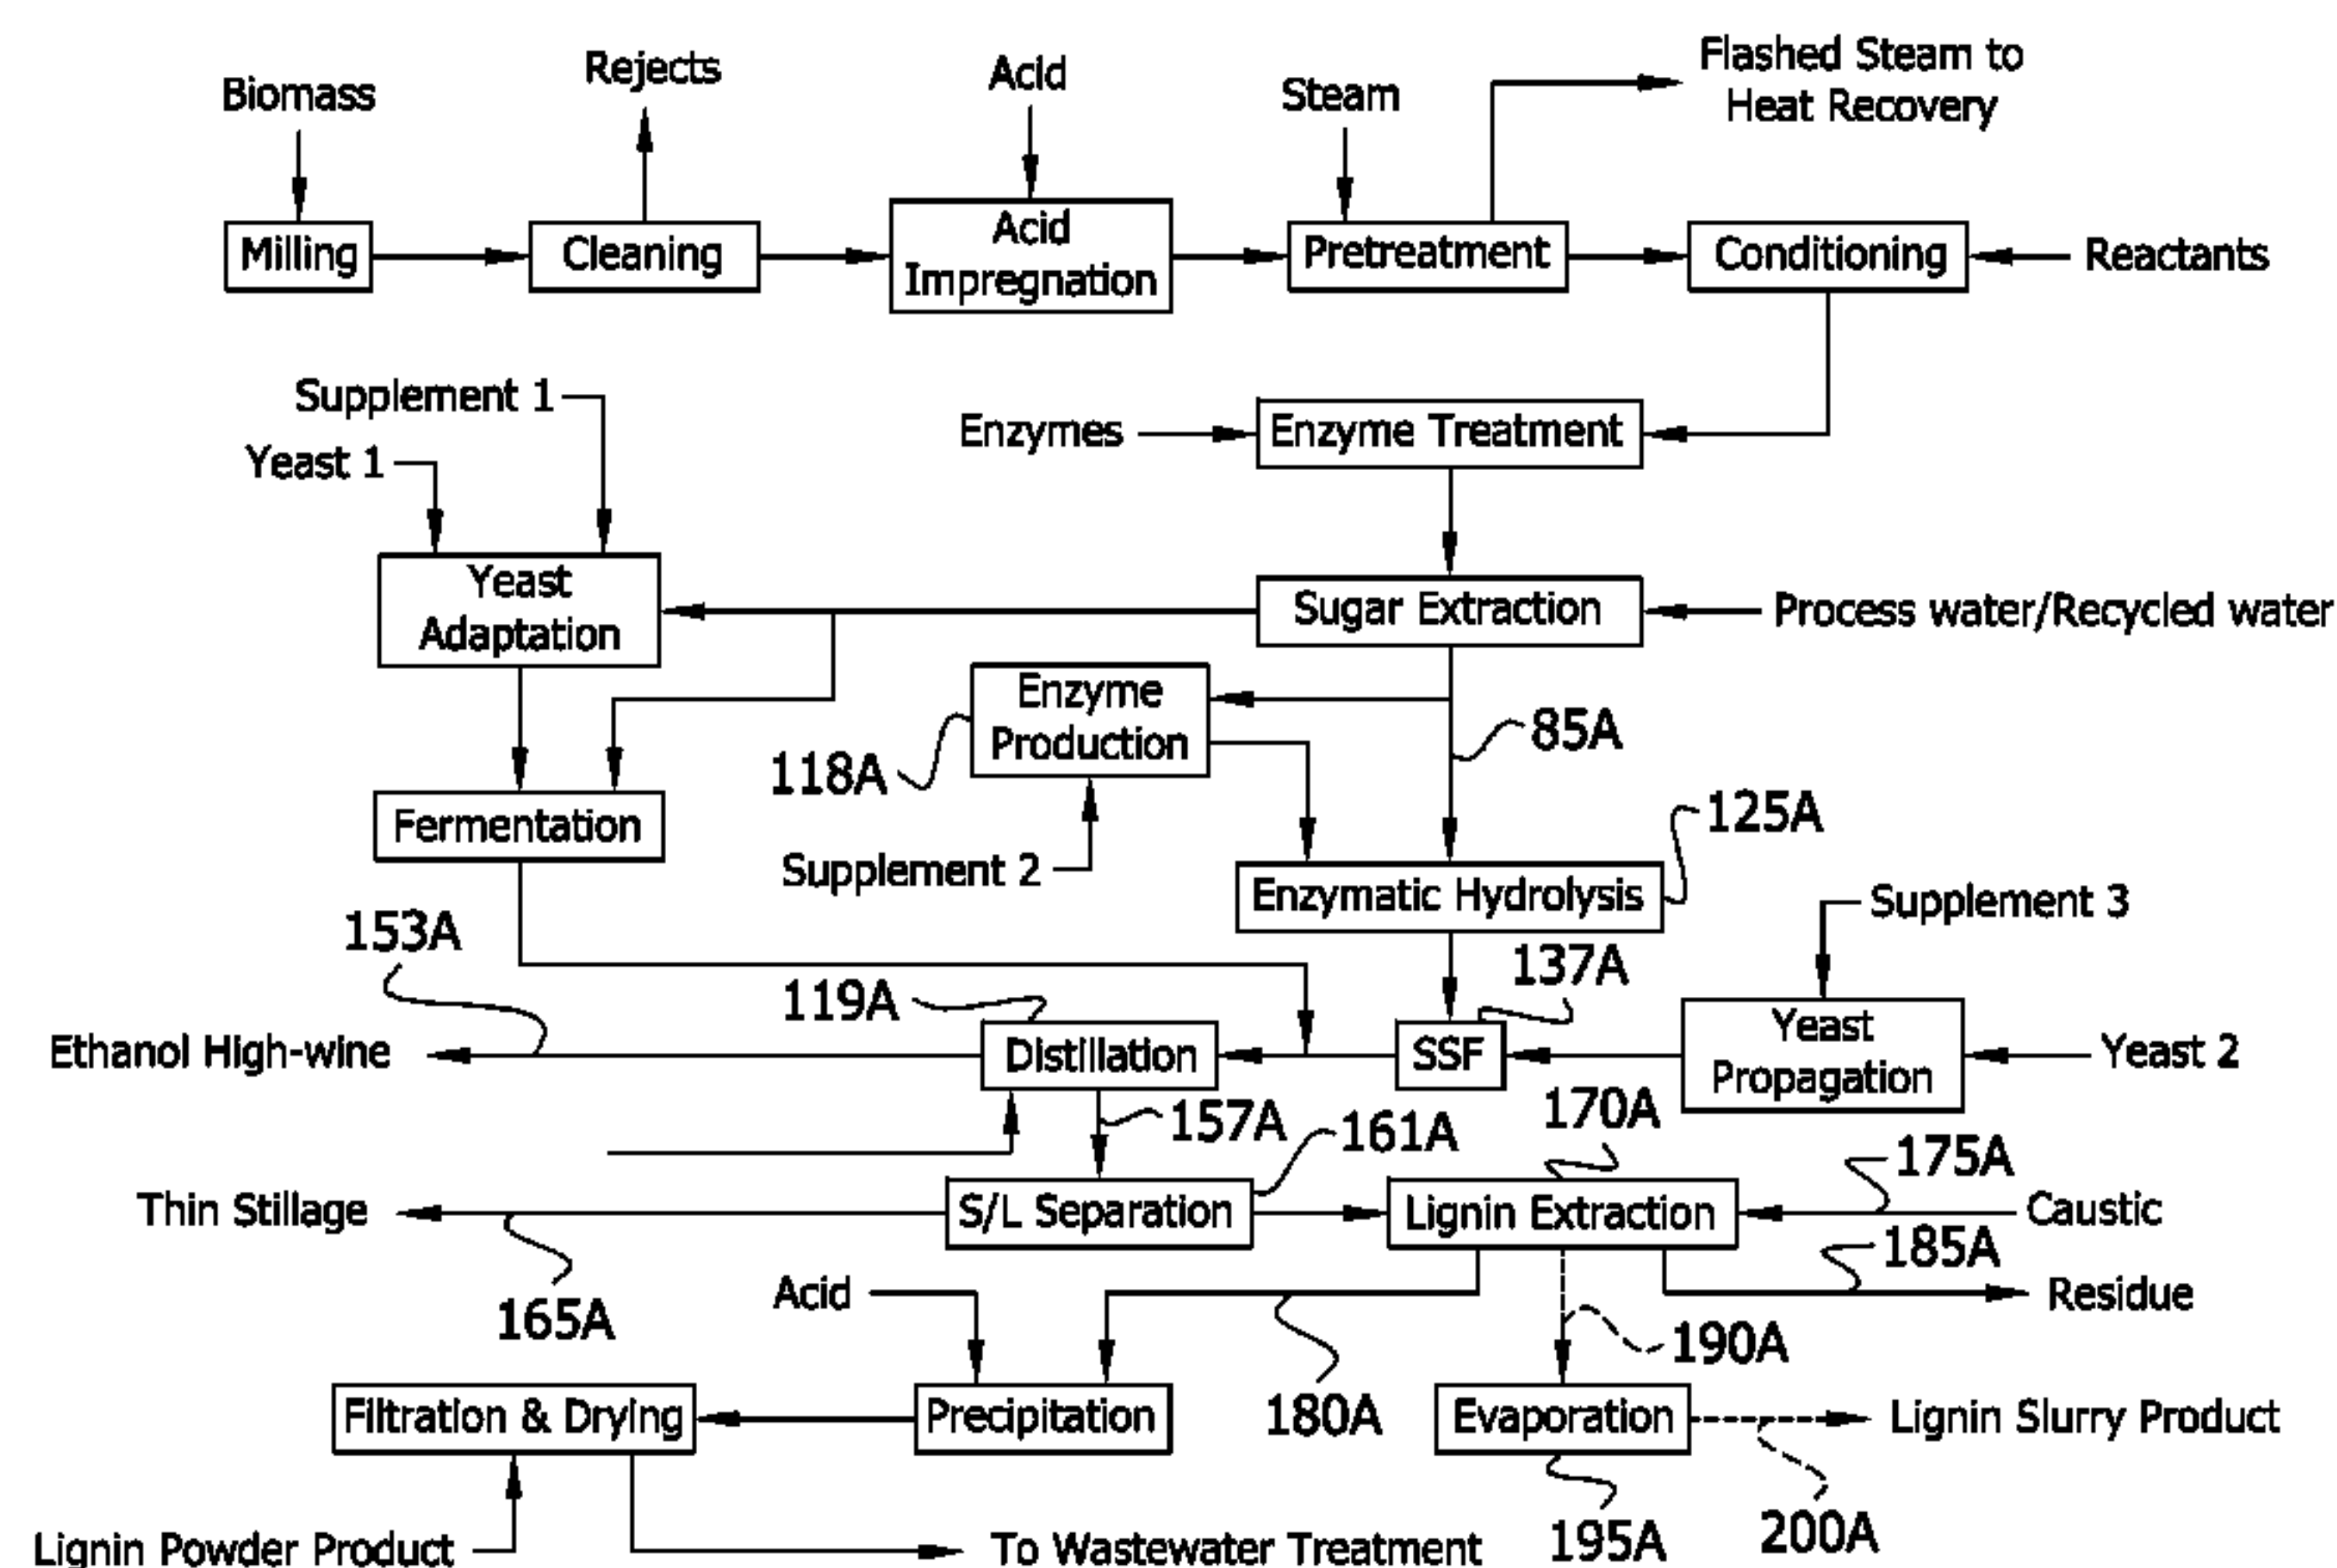 Biomass
Rejects
Acid
Steam
Flashed Steam to
Heat Recovery
Milling
Cleaning
Acid
Impregnation
Pretreatment
Conditioning
Reactants
Supplement 1
Yeast 1
Enzymes
Enzyme Treatment
Yeast
Adaptation
Sugar Extraction
Process water/Recycled water
Enzyme
Production
85A
118A
125A
Fermentation
Supplement 2
Enzymatic Hydrolysis
Supplement 3
153A
137A
119A
Ethanol High-wine
Distillation
SSF
Yeast
Propagation
Yeast 2
157A
161A
170A
175A
Thin Stillage
S/L Separation
Lignin Extraction
Caustic
185A
Acid
Residue
165A
190A
180A
Filtration & Drying
Precipitation
Evaporation
Lignin Slurry Product
195A
200A
Lignin Powder Product
To Wastewater Treatment